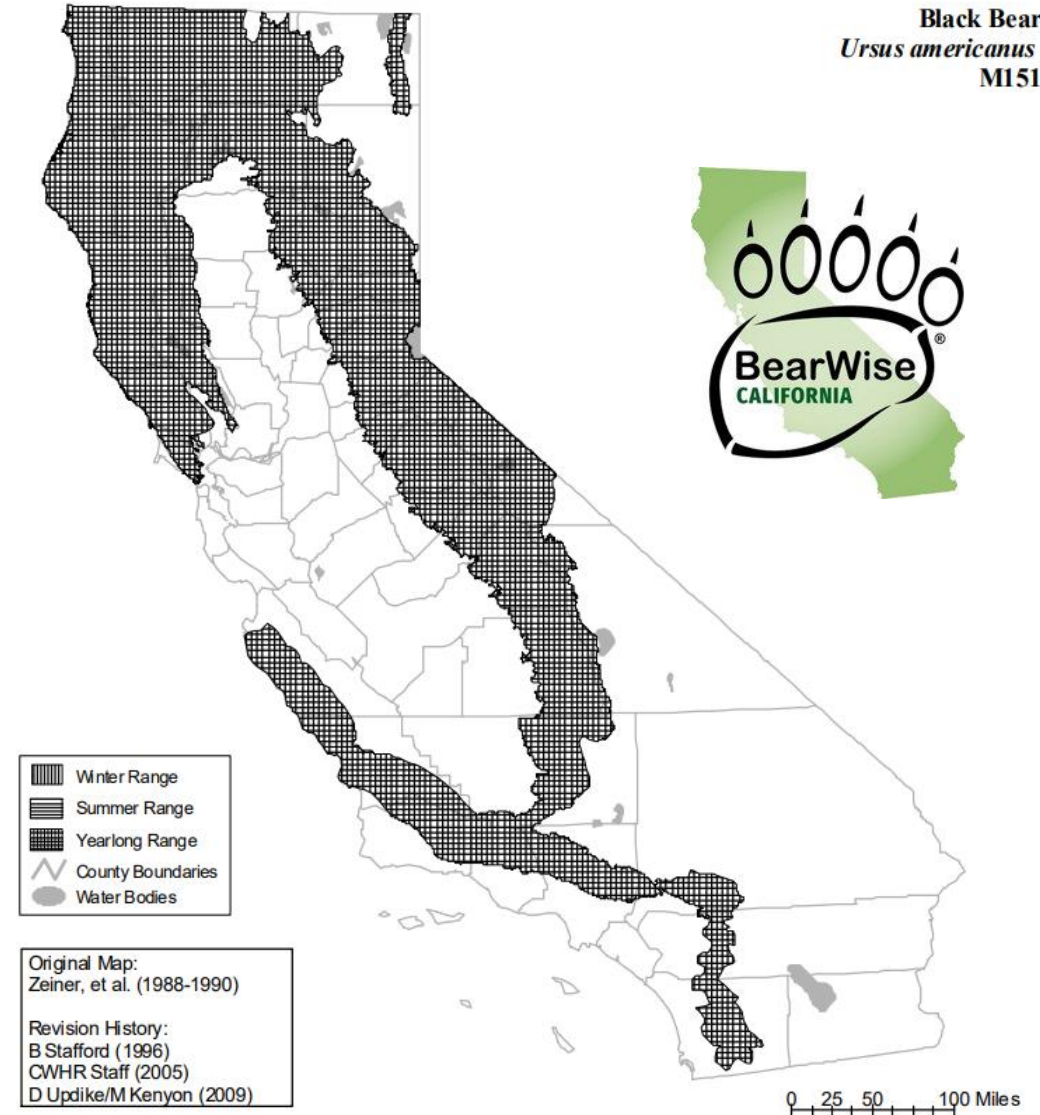 Black Bear
Ursus americanus
M151
BearWise®
CALIFORNIA
Winter Range
Summer Range
Yearlong Range
County Boundaries
Water Bodies
Original Map:
Zeiner, et al. (1988-1990)
Revision History:
B Stafford (1996)
CWHR Staff (2005)
D Updike/M Kenyon (2009)
0 25 50 100 Miles